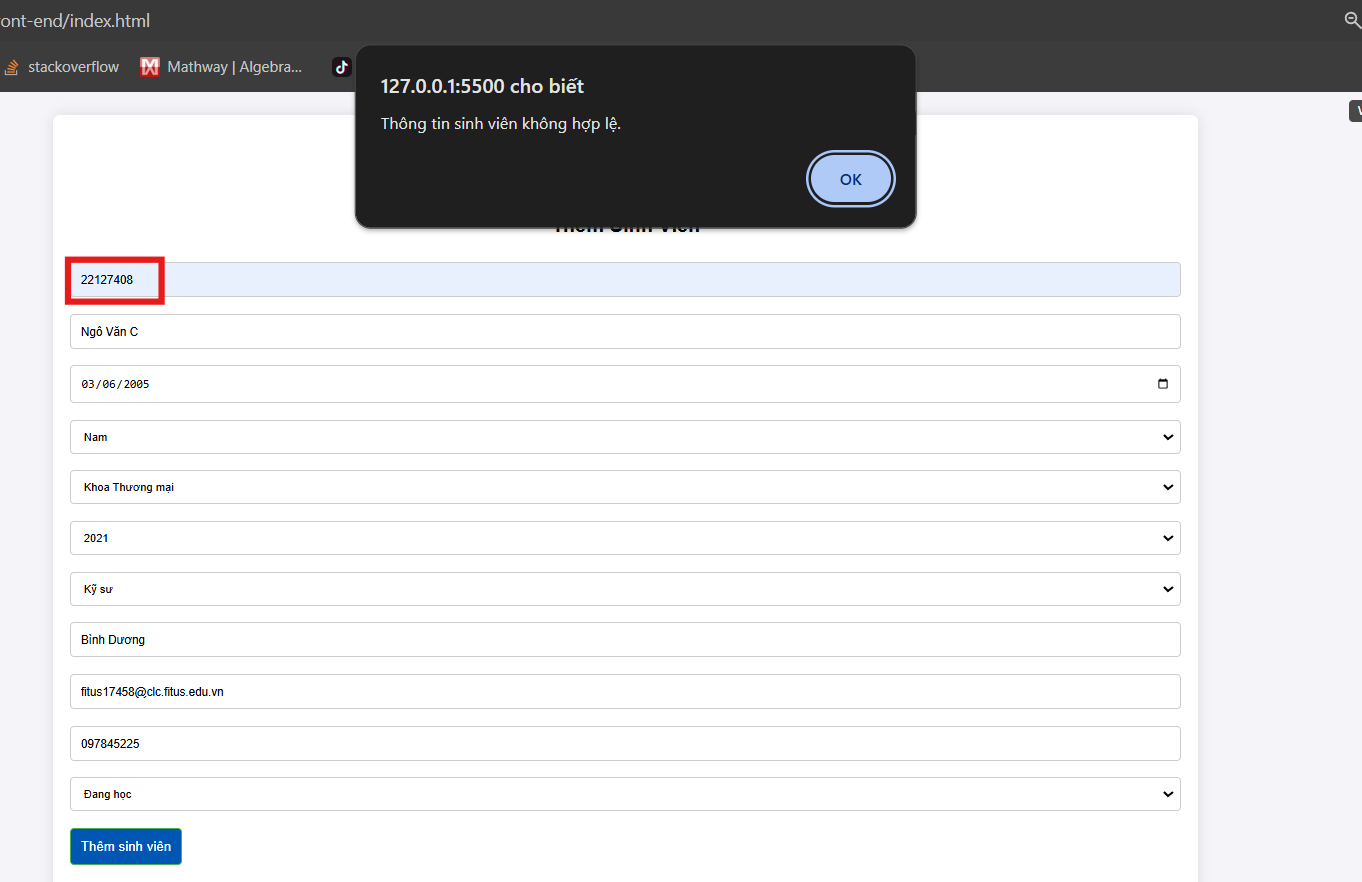 ont-end/index.html
stackoverflow
Mathway | Algebra...
127.0.0.1:5500 cho biết
Thông tin sinh viên không hợp lệ.
OK
Thêm Sinh Viên
22127408
Ngô Văn C
03/06/2005
Nam
Khoa Thương mại
2021
Kỹ sư
Bình Dương
fitus17458@clc.fitus.edu.vn
097845225
Đang học
Thêm sinh viên